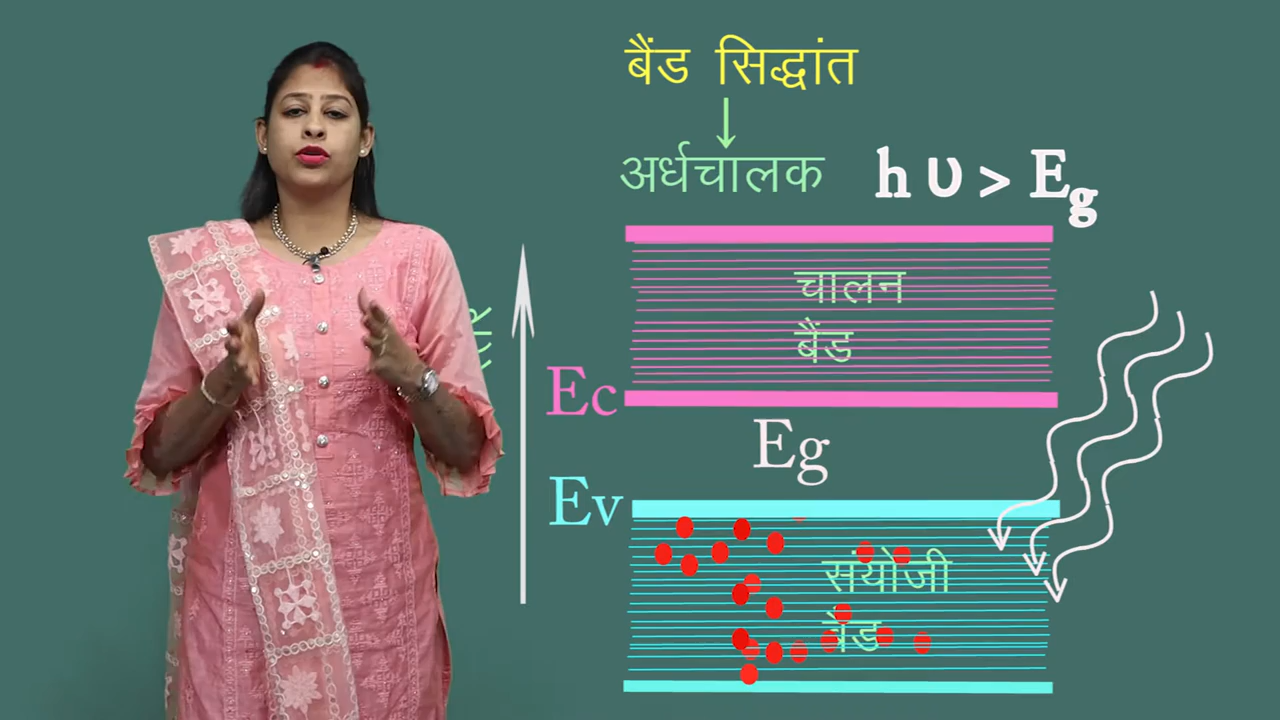 बैंड सिद्धांत
अर्धचालक
h υ > Eg
चालन
बैंड
Ec
Eg
Ev
संयोजी
बैंड